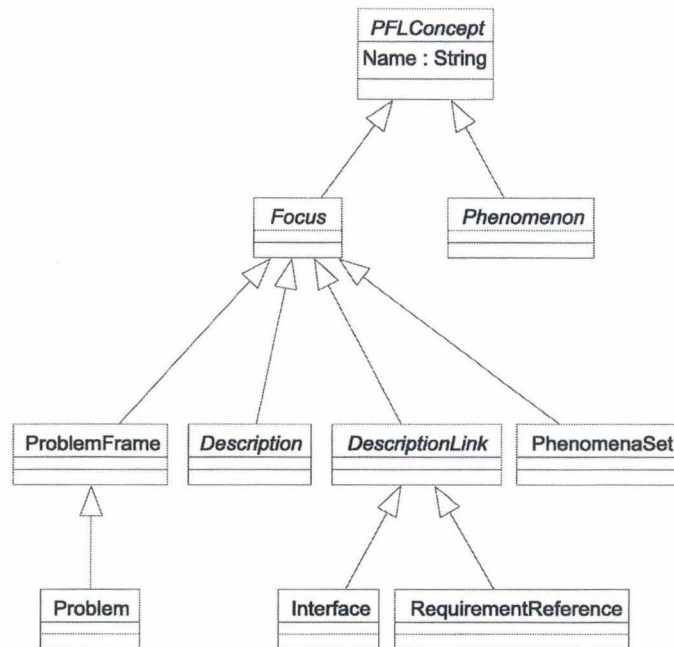 PFLConcept
Name : String
Focus
Phenomenon
ProblemFrame
Description
DescriptionLink
PhenomenaSet
Problem
Interface
RequirementReference